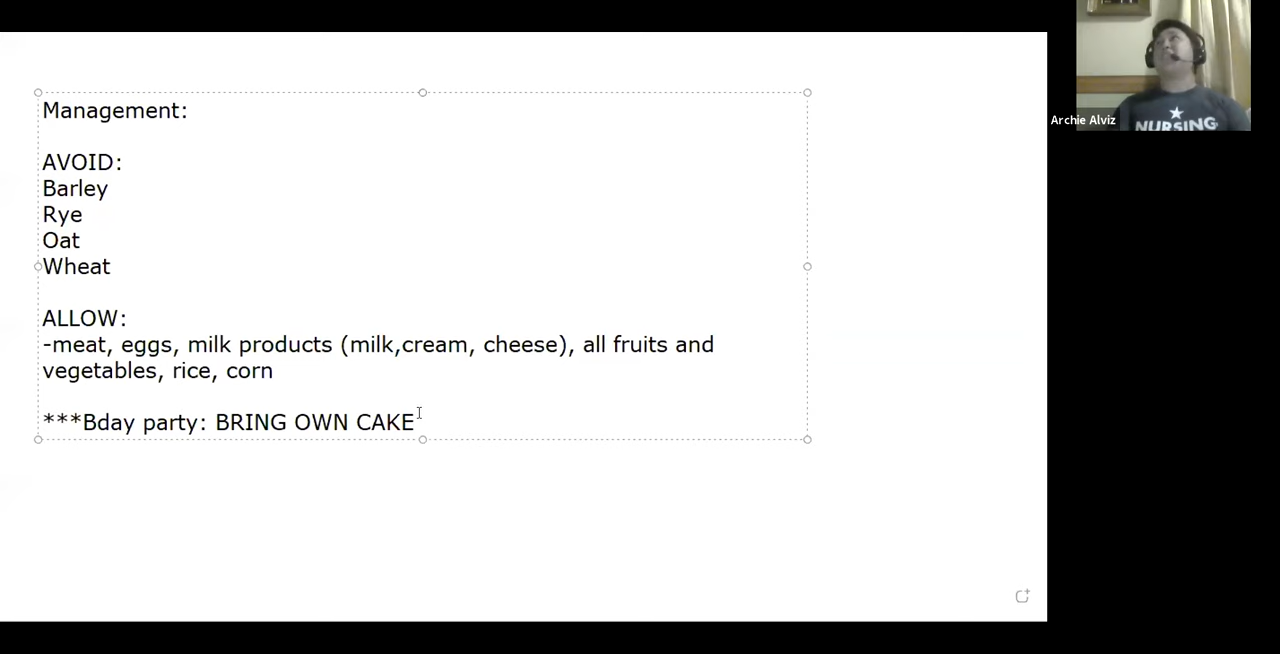 Management:
AVOID:
Barley
Rye
Oat
Wheat
ALLOW:
-meat, eggs, milk products (milk,cream, cheese), all fruits and
vegetables, rice, corn
***Bday party: BRING OWN CAKE
Archie Alviz
NURSING